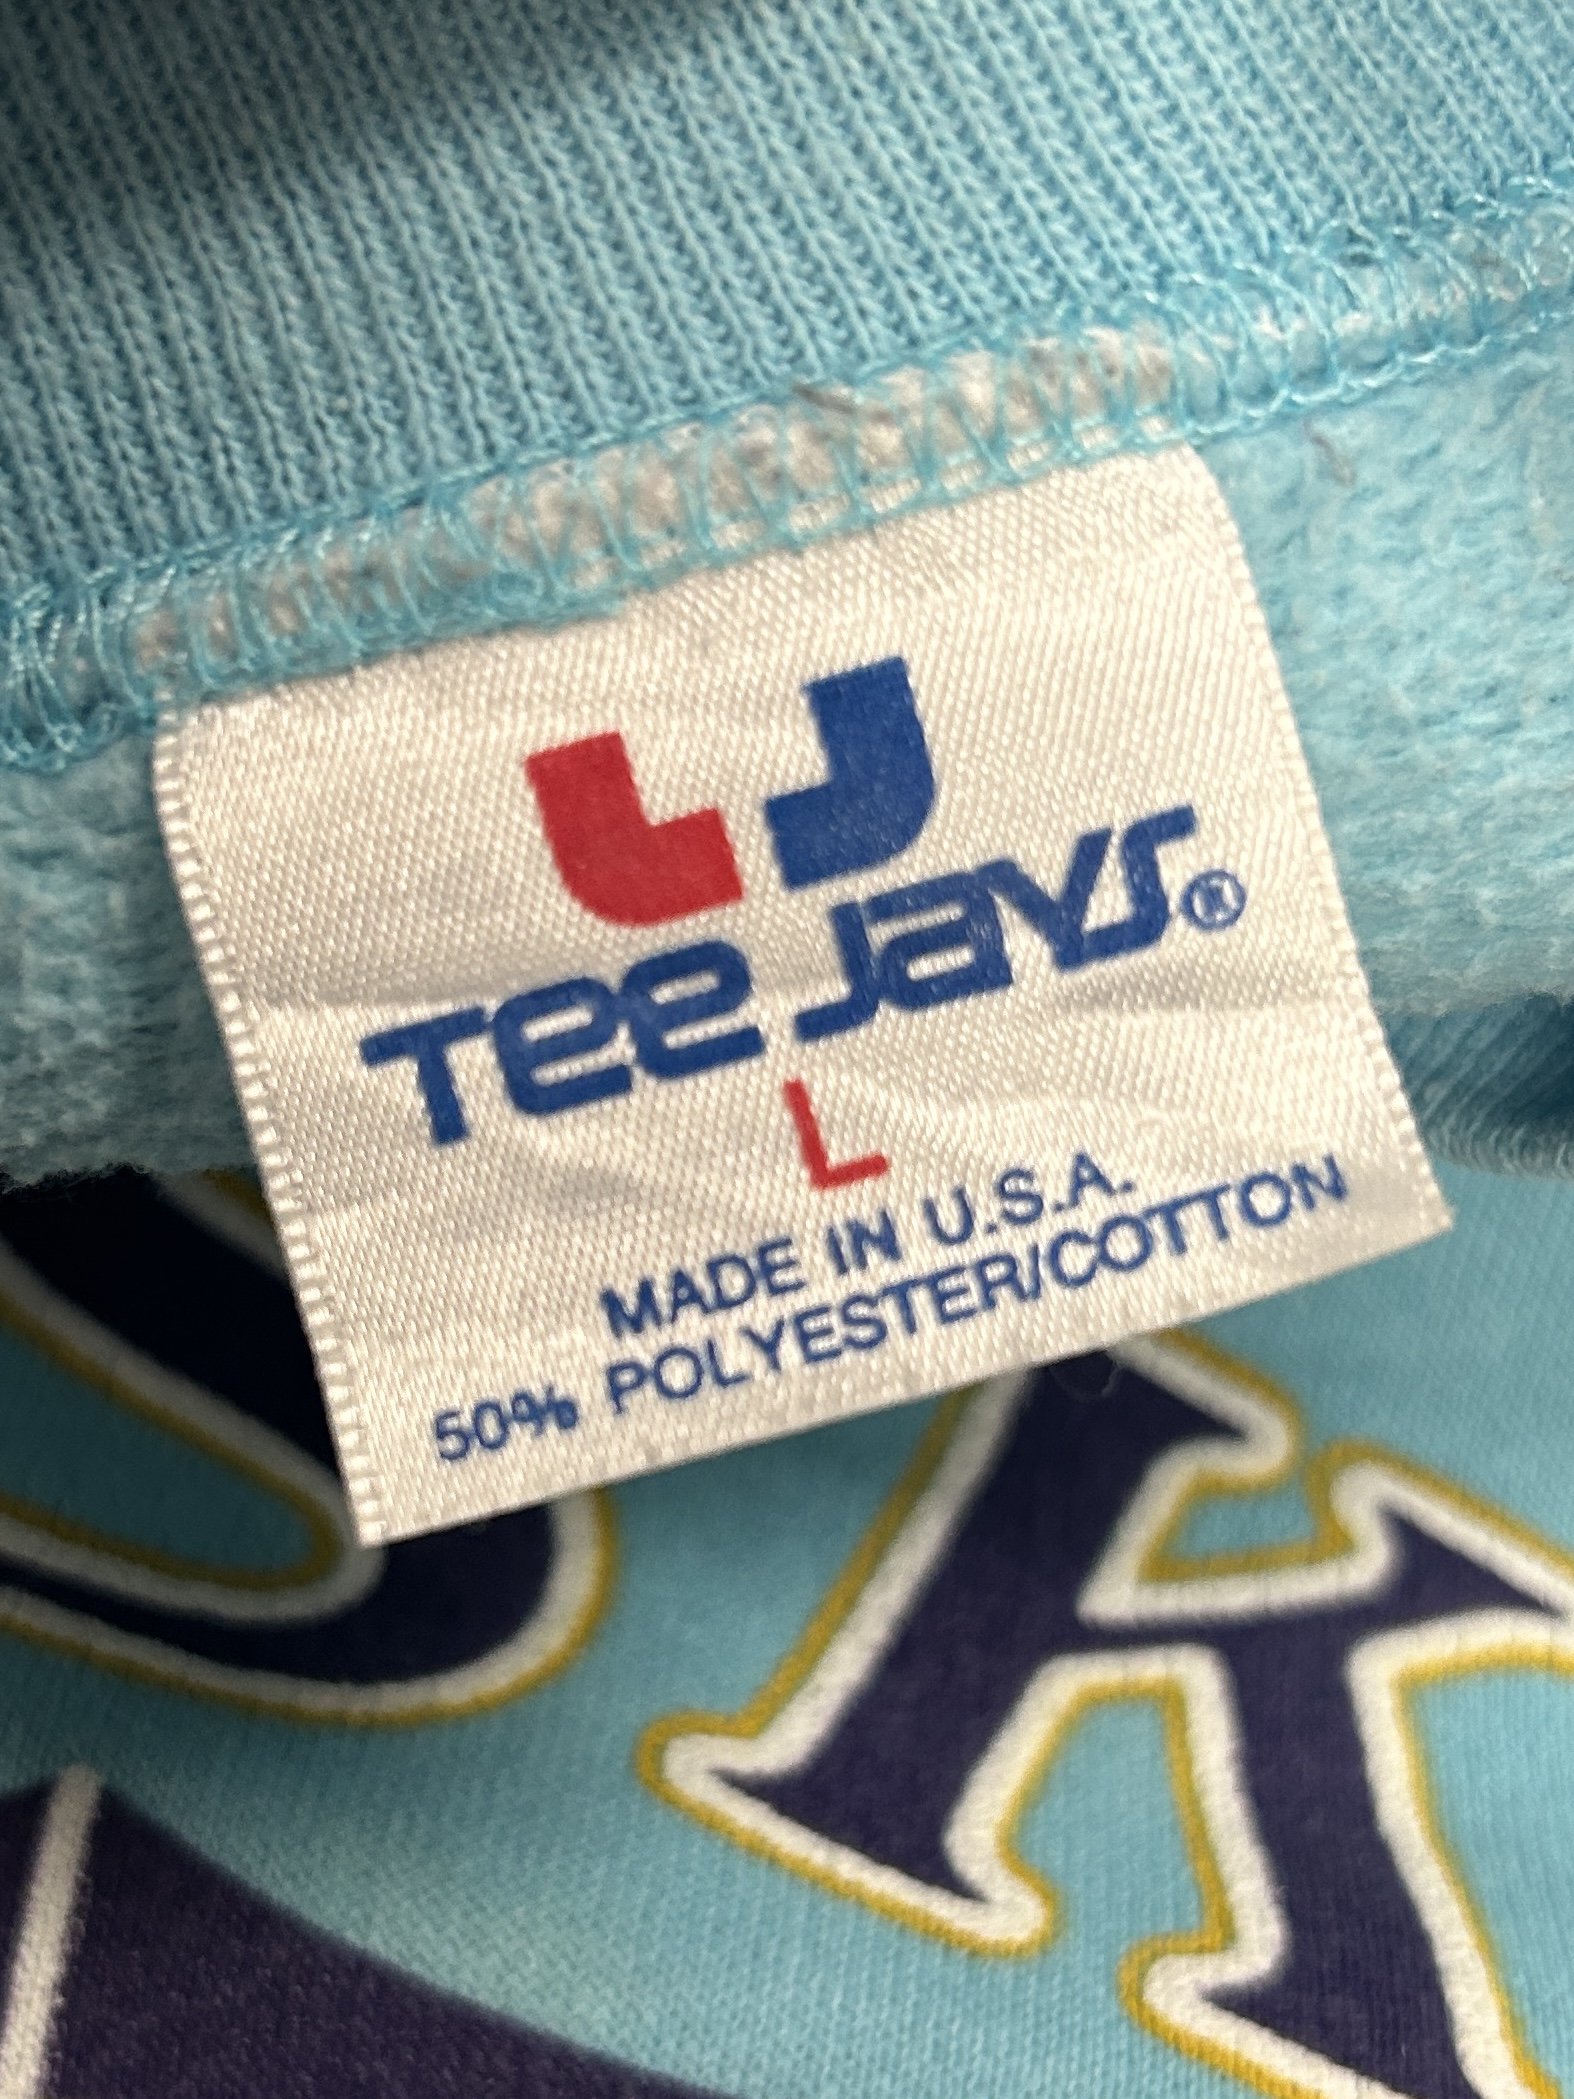 TEE JAYS®
L
MADE IN U.S.A.
50% POLYESTER/COTTON